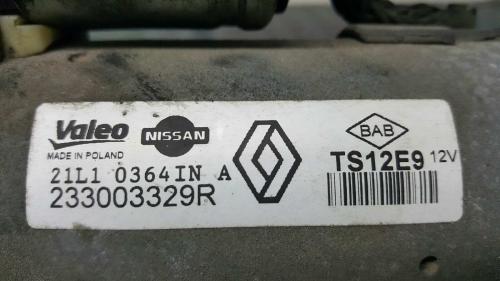 Valeo NISSAN BAB
MADE IN POLAND TS12E9 12V
21L1 0364IN A
233003329R